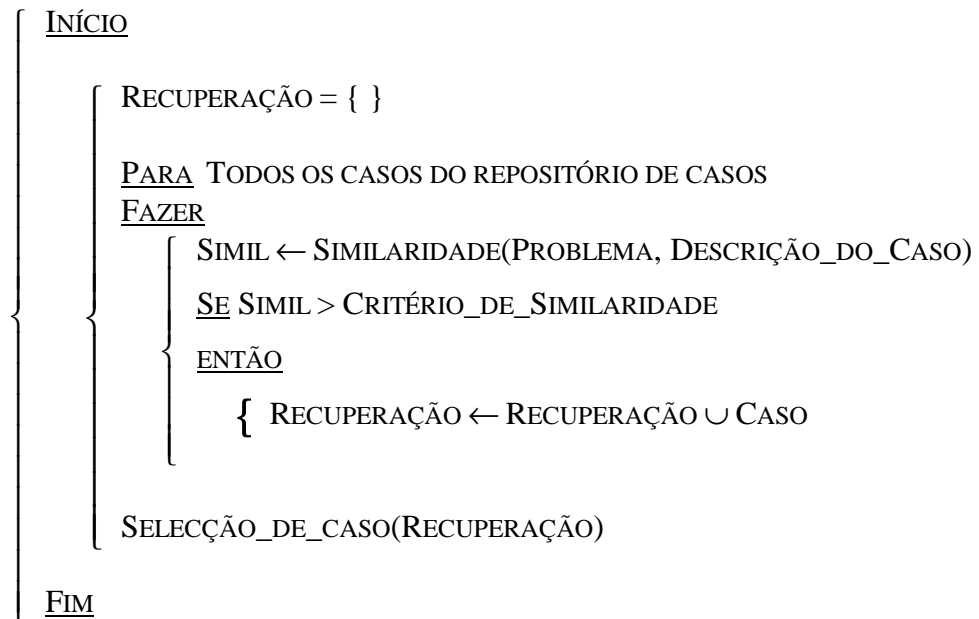 INÍCIO
RECUPERAÇÃO = { }
PARA TODOS OS CASOS DO REPOSITÓRIO DE CASOS
FAZER
SIMIL ← SIMILARIDADE(PROBLEMA, DESCRIÇÃO_DO_CASO)
SE SIMIL > CRITÉRIO_DE_SIMILARIDADE
ENTÃO
{ RECUPERAÇÃO ← RECUPERAÇÃO ∪ CASO
SELECÇÃO_DE_CASO(RECUPERAÇÃO)
FIM